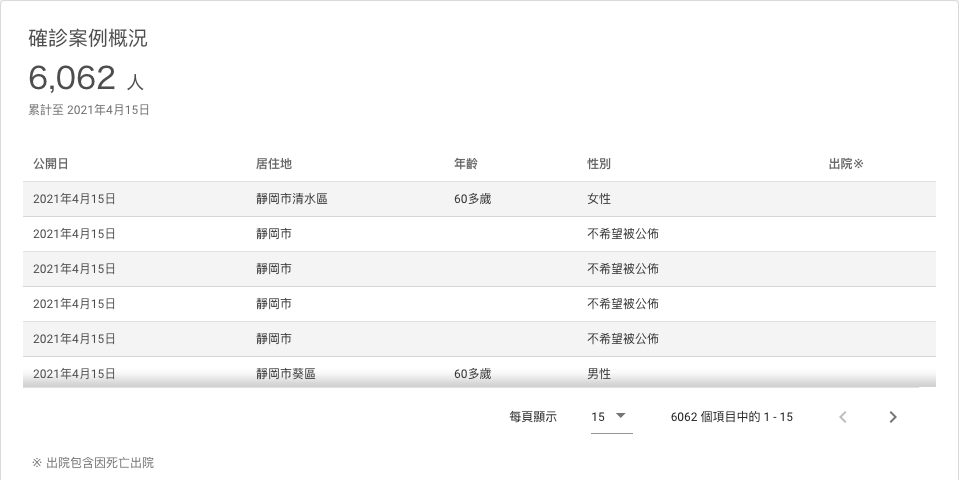 確診案例概況
6,062 人
累計至 2021年4月15日
公開日 居住地 年齡 性別 出院※
2021年4月15日 靜岡市清水區 60多歲 女性
2021年4月15日 靜岡市 不希望被公佈
2021年4月15日 靜岡市 不希望被公佈
2021年4月15日 靜岡市 不希望被公佈
2021年4月15日 靜岡市 不希望被公佈
2021年4月15日 靜岡市葵區 60多歲 男性
每頁顯示 15 6062 個項目中的 1 - 15
※ 出院包含因死亡出院